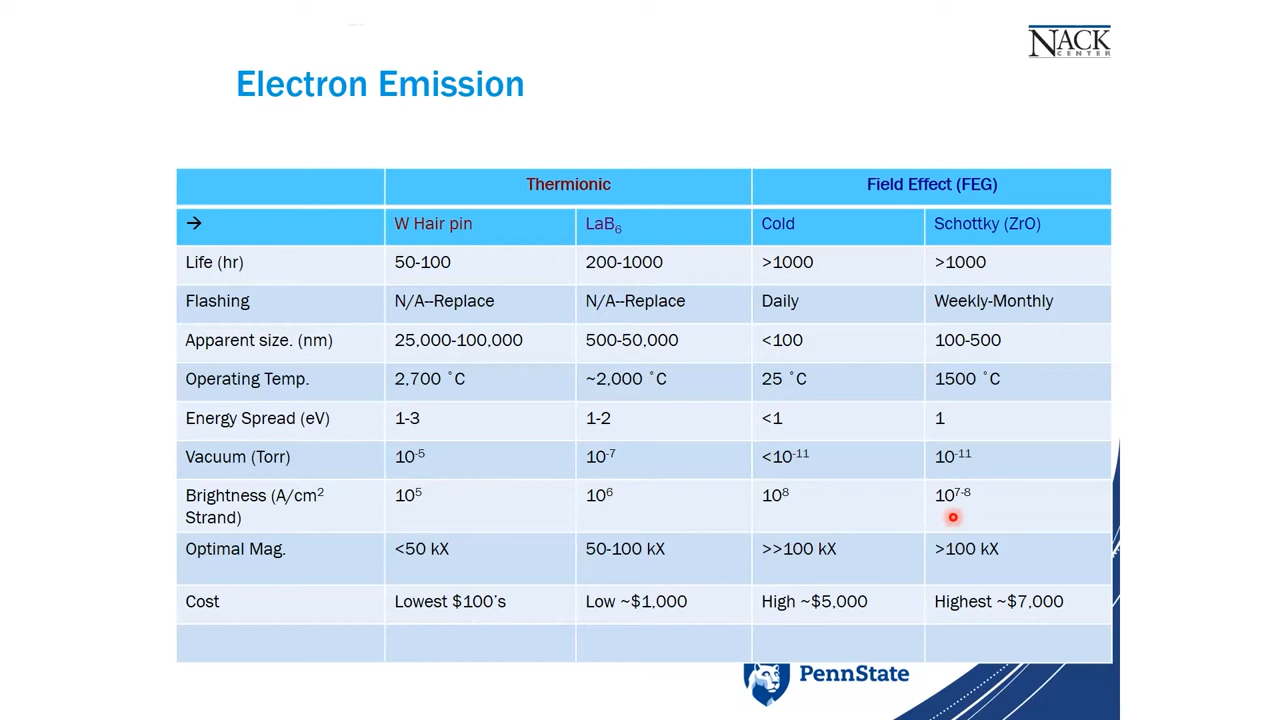 NACK
CENTER
Electron Emission
Thermionic Field Effect (FEG)
→ W Hair pin LaB₆ Cold Schottky (ZrO)
Life (hr) 50-100 200-1000 >1000 >1000
Flashing N/A--Replace N/A--Replace Daily Weekly-Monthly
Apparent size. (nm) 25,000-100,000 500-50,000 <100 100-500
Operating Temp. 2,700 ˚C ~2,000 ˚C 25 ˚C 1500 ˚C
Energy Spread (eV) 1-3 1-2 <1 1
Vacuum (Torr) 10⁻⁵ 10⁻⁷ <10⁻¹¹ 10⁻¹¹
Brightness (A/cm² 10⁵ 10⁶ 10⁸ 10⁷⁻⁸
Strand)
Optimal Mag. <50 kX 50-100 kX >>100 kX >100 kX
Cost Lowest $100's Low ~$1,000 High ~$5,000 Highest ~$7,000
PennState